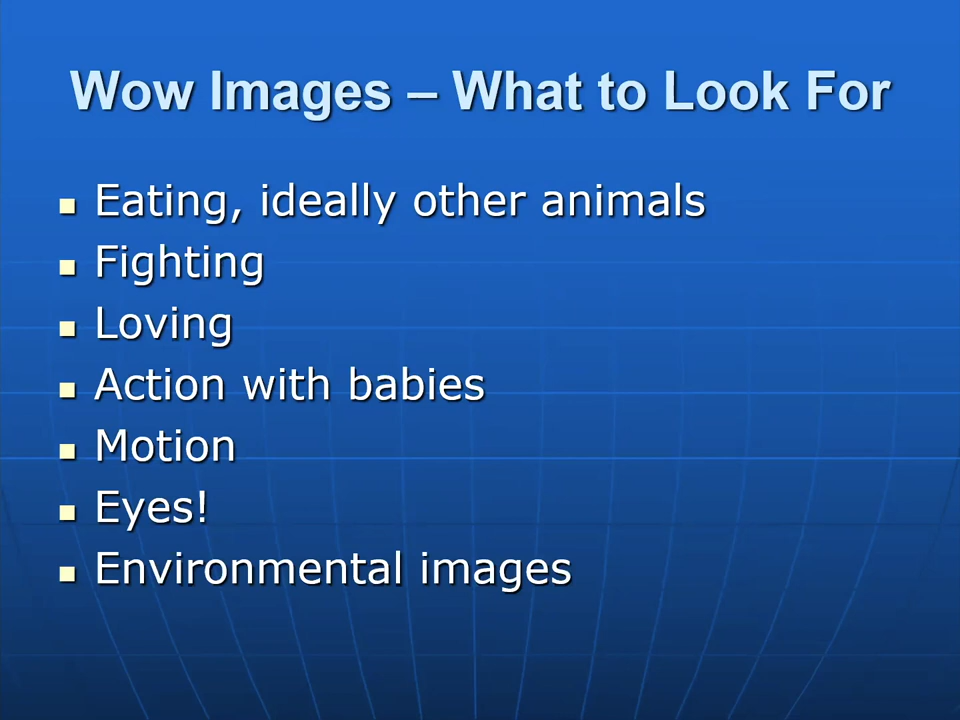 Wow Images – What to Look For
Eating, ideally other animals
Fighting
Loving
Action with babies
Motion
Eyes!
Environmental images